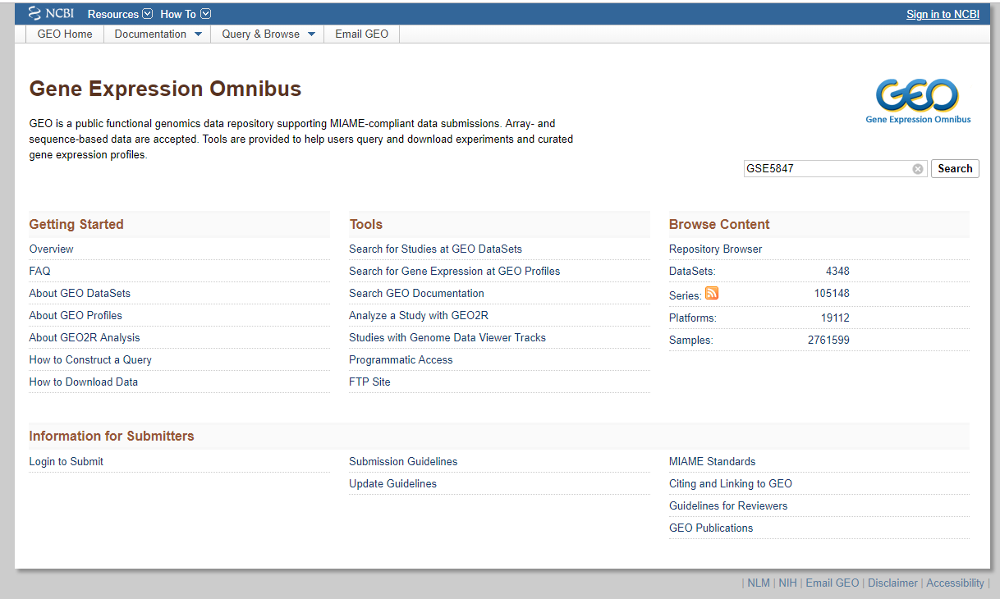 NCBI Resources How To Sign in to NCBI
GEO Home Documentation Query & Browse Email GEO
Gene Expression Omnibus
GEO is a public functional genomics data repository supporting MIAME-compliant data submissions. Array- and
sequence-based data are accepted. Tools are provided to help users query and download experiments and curated
gene expression profiles.
GEO
Gene Expression Omnibus
GSE5847 Search
Getting Started
Overview
FAQ
About GEO DataSets
About GEO Profiles
About GEO2R Analysis
How to Construct a Query
How to Download Data
Tools
Search for Studies at GEO DataSets
Search for Gene Expression at GEO Profiles
Search GEO Documentation
Analyze a Study with GEO2R
Studies with Genome Data Viewer Tracks
Programmatic Access
FTP Site
Browse Content
Repository Browser
DataSets: 4348
Series: 105148
Platforms: 19112
Samples: 2761599
Information for Submitters
Login to Submit
Submission Guidelines
Update Guidelines
MIAME Standards
Citing and Linking to GEO
Guidelines for Reviewers
GEO Publications
| NLM | NIH | Email GEO | Disclaimer | Accessibility |